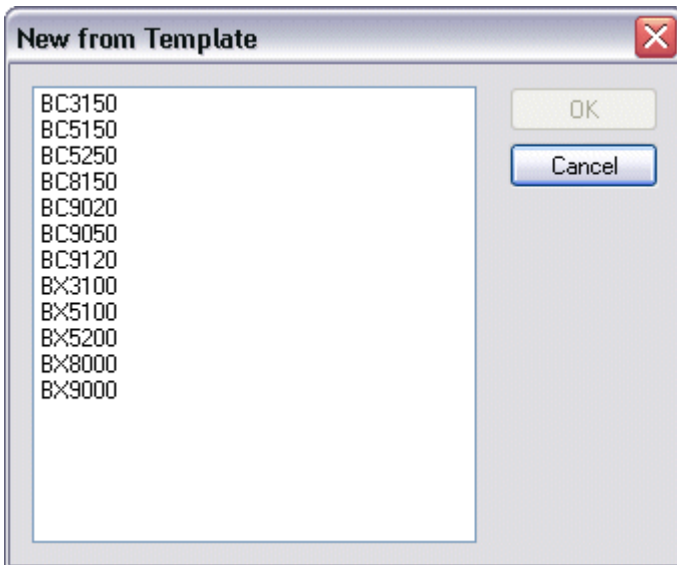 New from Template
BC3150
BC5150
BC5250
BC8150
BC9020
BC9050
BC9120
BX3100
BX5100
BX5200
BX8000
BX9000
OK
Cancel